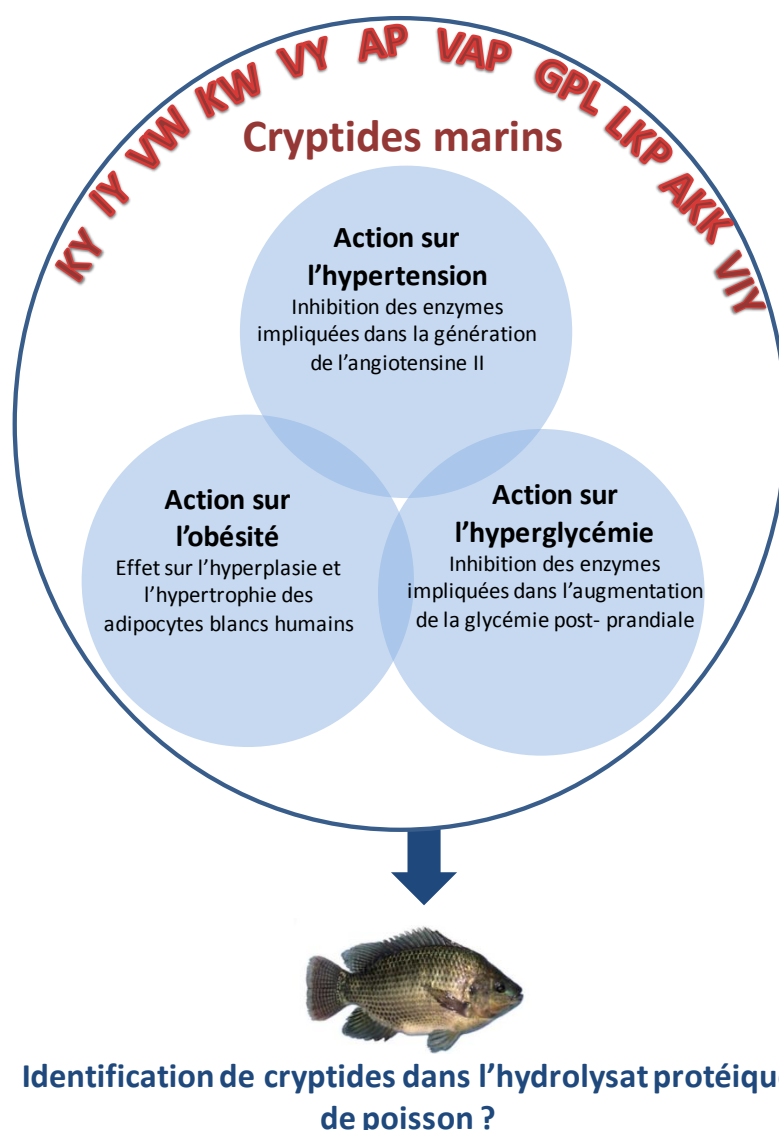 KY IY VW KW VY AP VAP GPL LKP AKK VIY
Cryptides marins
Action sur
l’hypertension
Inhibition des enzymes
impliquées dans la génération
de l’angiotensine II
Action sur
l’obésité
Effet sur l’hyperplasie et
l’hypertrophie des
adipocytes blancs humains
Action sur
l’hyperglycémie
Inhibition des enzymes
impliquées dans l’augmentation
de la glycémie post- prandiale
Identification de cryptides dans l’hydrolysat protéiqu
de poisson ?